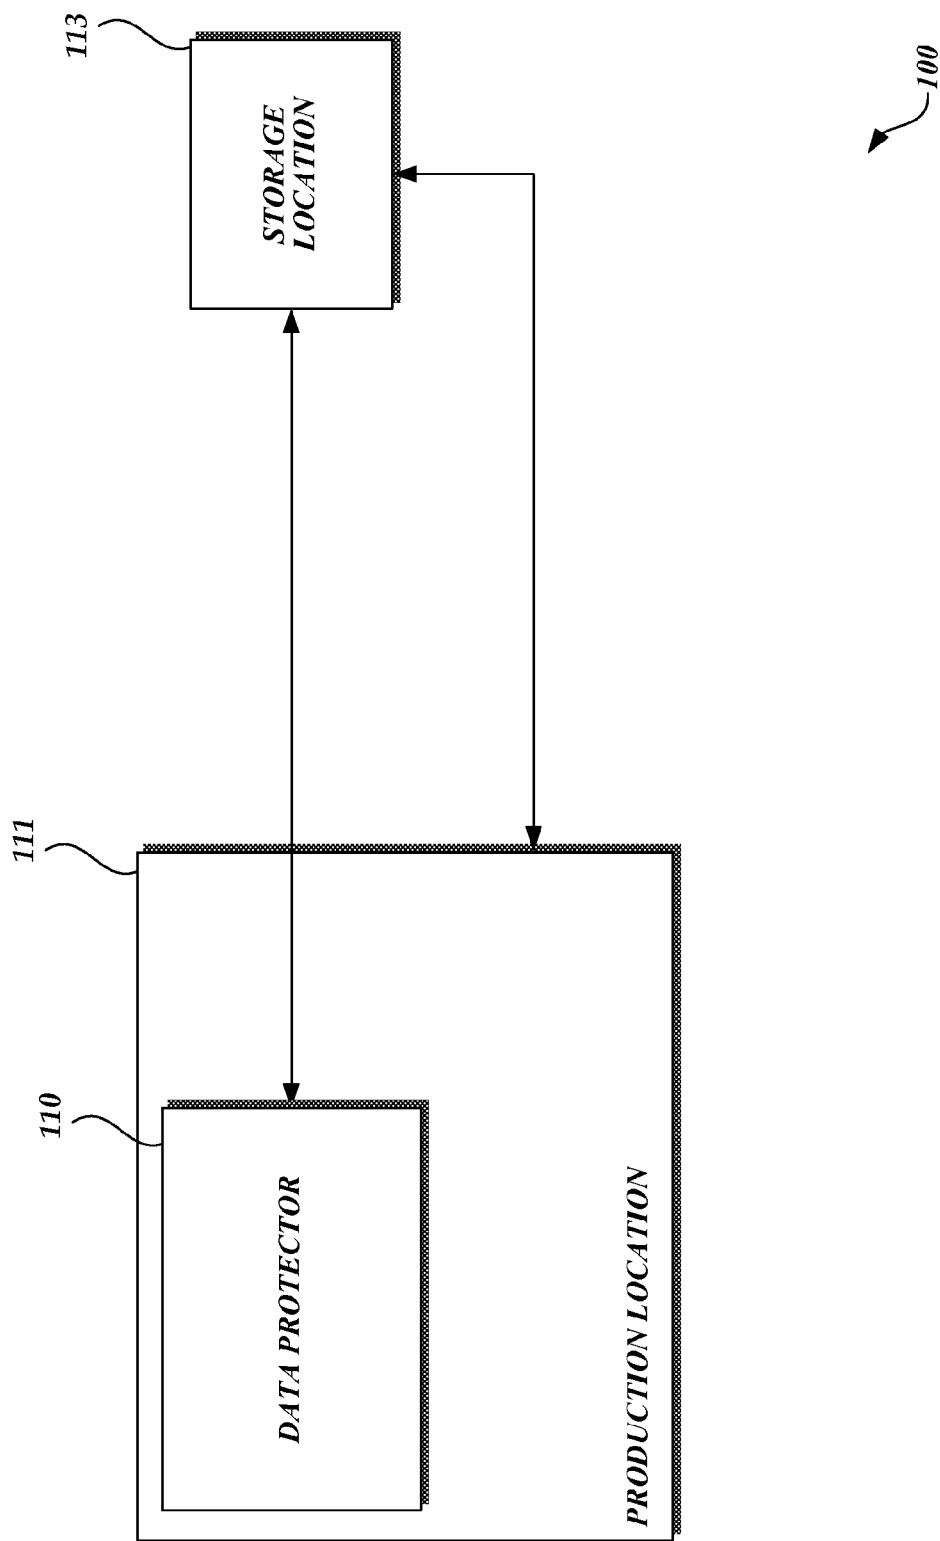 110
111
113
DATA PROTECTOR
STORAGE
LOCATION
PRODUCTION LOCATION
100